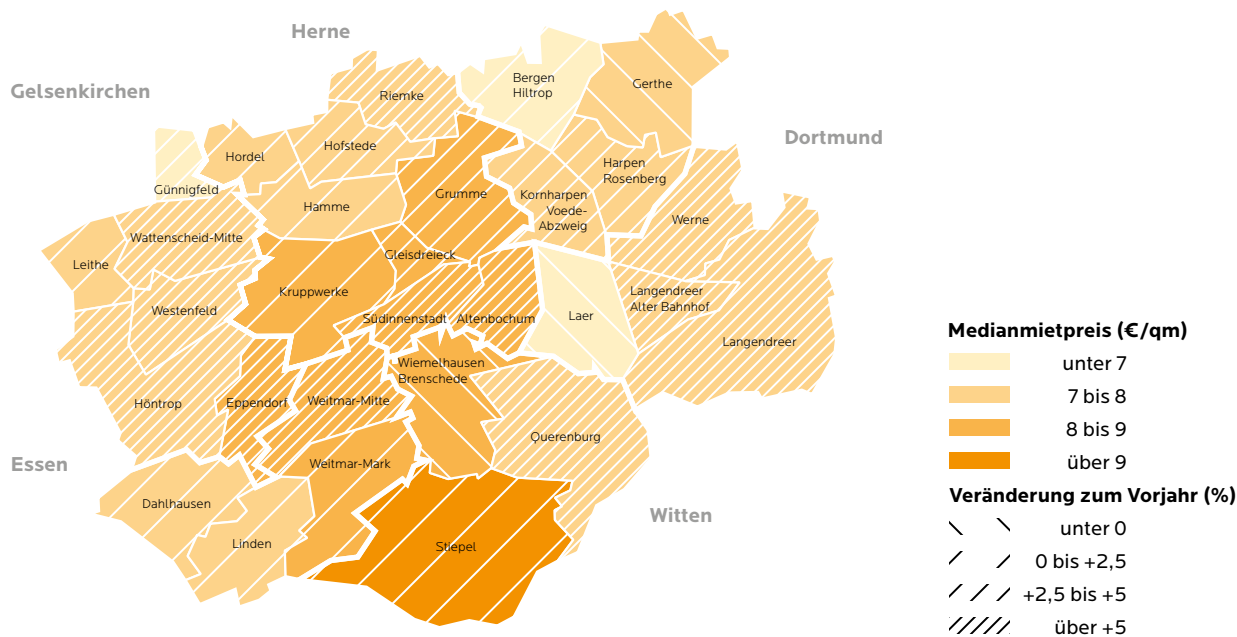 Herne
Gelsenkirchen
Dortmund
Essen
Witten
Bergen
Hiltrop
Gerthe
Riemke
Hofstede
Hordel
Günnigfeld
Hamme
Grumme
Harpen
Rosenberg
Kornharpen
Voede-
Abzweig
Werne
Wattenscheid-Mitte
Leithe
Gleisdreieck
Kruppwerke
Westenfeld
Südinnenstadt
Altenbochum
Laer
Langendreer
Alter Bahnhof
Langendreer
Wiemelhausen
Brenschede
Höntrop
Eppendorf
Weitmar-Mitte
Querenburg
Weitmar-Mark
Dahlhausen
Linden
Stiepel
Medianmietpreis (€/qm)
unter 7
7 bis 8
8 bis 9
über 9
Veränderung zum Vorjahr (%)
unter 0
0 bis +2,5
+2,5 bis +5
über +5